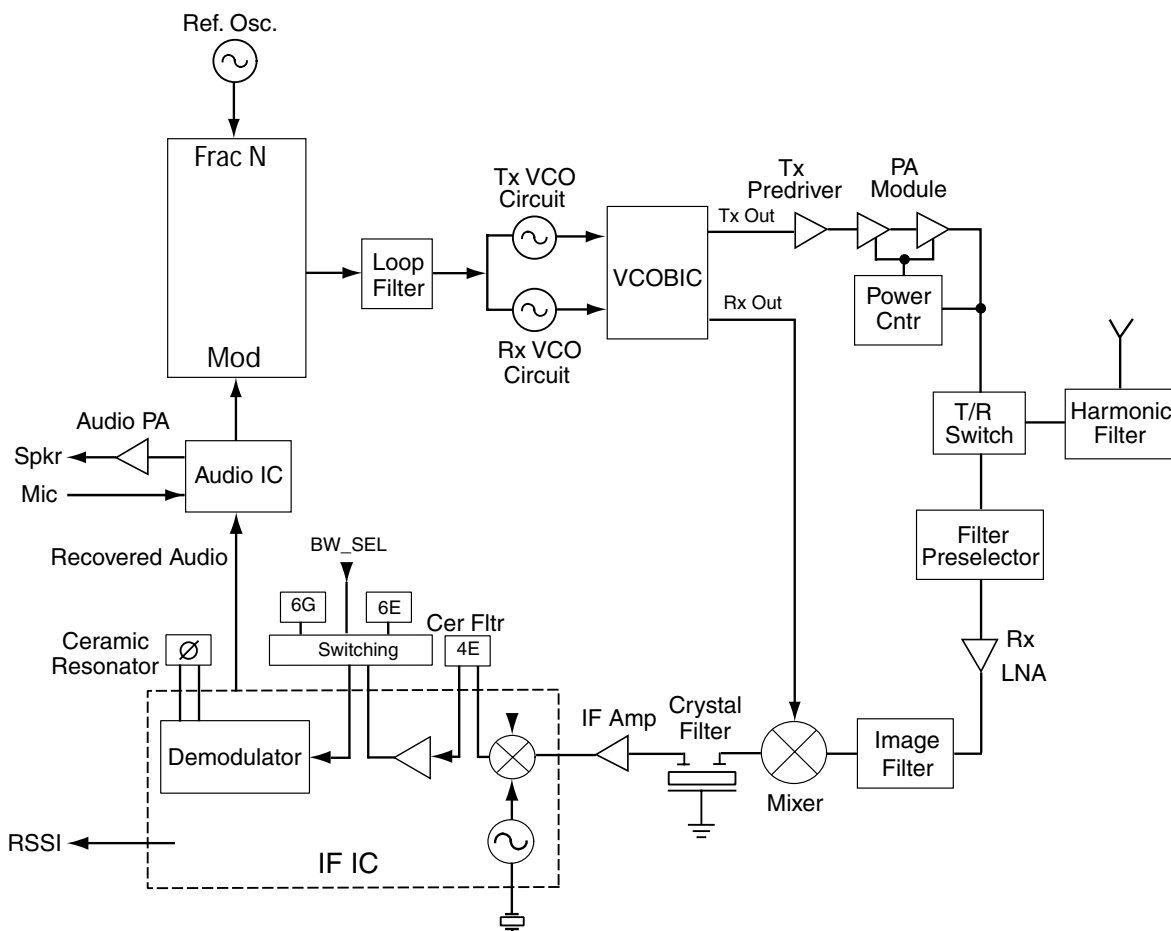 Ref. Osc.
Frac N
Mod
Loop
Filter
Tx VCO
Circuit
Rx VCO
Circuit
VCOBIC
Tx Out
Rx Out
Tx
Predriver
PA
Module
Power
Cntr
T/R
Switch
Harmonic
Filter
Audio PA
Spkr
Mic
Audio IC
Recovered Audio
BW_SEL
6G
6E
Switching
Cer Fltr
4E
Ceramic
Resonator
Filter
Preselector
Rx
LNA
Demodulator
IF Amp
Crystal
Filter
Mixer
Image
Filter
RSSI
IF IC